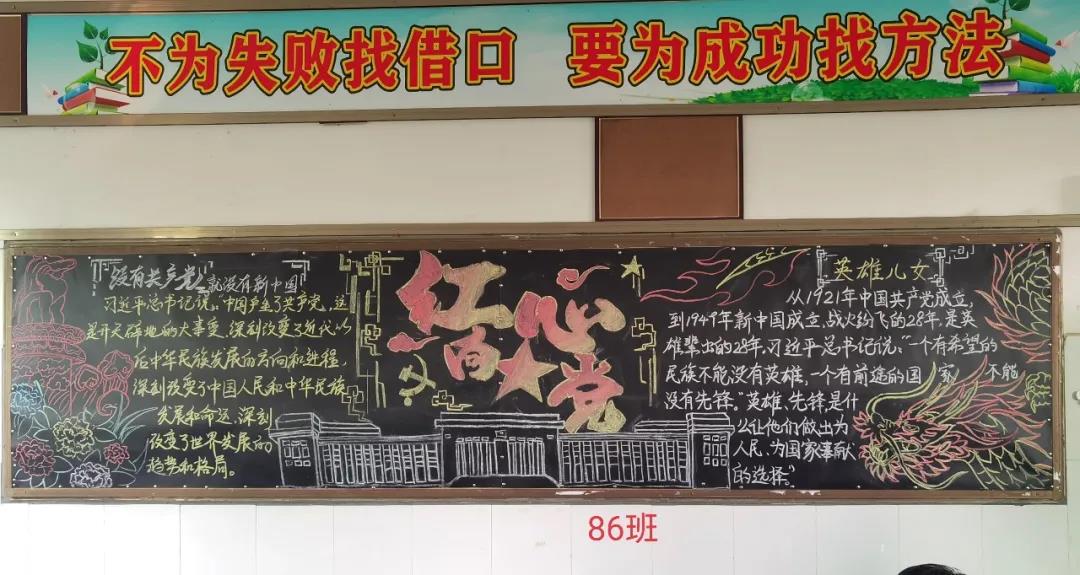 不为失败找借口 要为成功找方法
没有共产党就没有新中国
习近平总书记说:"中国产生了共产党,这
是开天辟地的大事变,深刻改变了近代以
后中华民族发展的方向和进程
深刻改变了中国人民和中华民族
发展和命运,深刻
改变了世界发展的
趋势和格局。
红心
向党
英雄儿女
从1921年中国共产党成立,
到1949年新中国成立,战火纷飞的28年,是英
雄辈出的28年,习近平总书记说:"一个有希望的
民族不能没有英雄,一个有前途的国家不能
没有先锋。"英雄、先锋,是什
么让他们做出为
人民、为国家奉献
的选择。"
86班